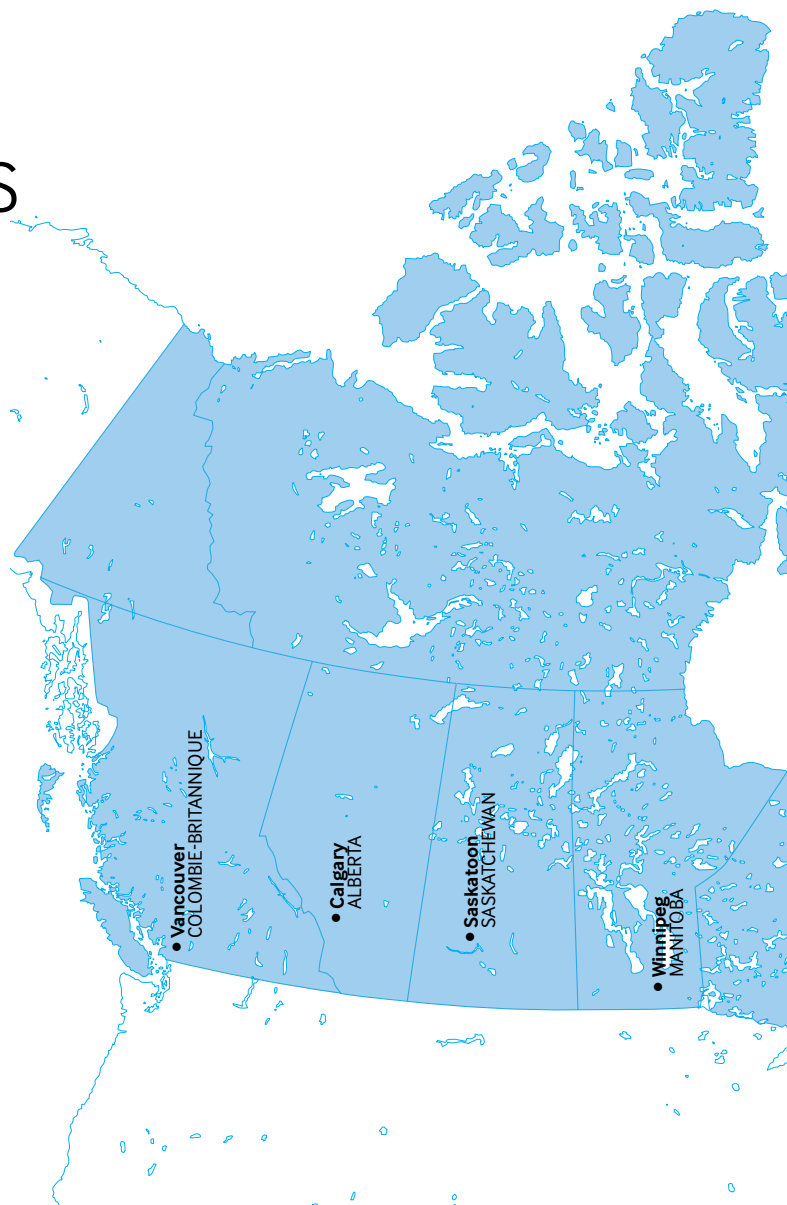 S
Vancouver
COLOMBIE-BRITANNIQUE
Calgary
ALBERTA
Saskatoon
SASKATCHEWAN
Winnipeg
MANITOBA